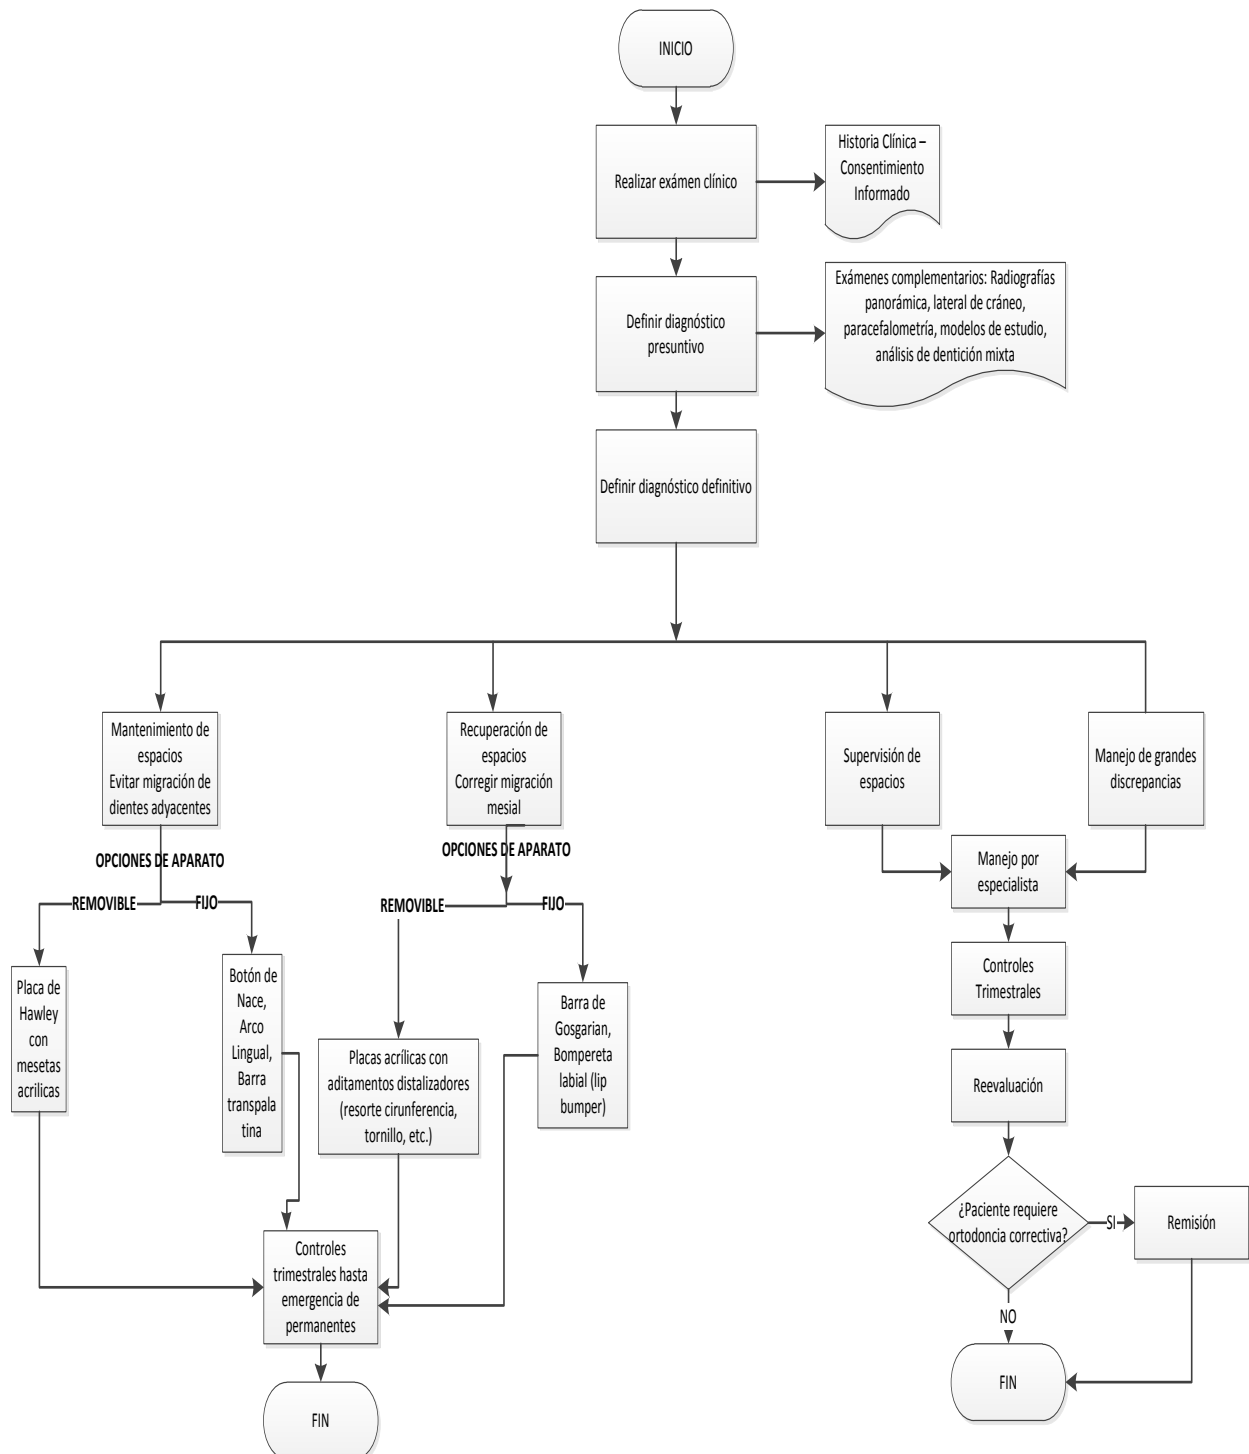 INICIO
Realizar exámen clínico
Historia Clínica –
Consentimiento
Informado
Definir diagnóstico
presuntivo
Exámenes complementarios: Radiografías
panorámica, lateral de cráneo,
paracefalometría, modelos de estudio,
análisis de dentición mixta
Definir diagnóstico definitivo
Mantenimiento de
espacios
Evitar migración de
dientes adyacentes
Recuperación de
espacios
Corregir migración
mesial
Supervisión de
espacios
Manejo de grandes
discrepancias
OPCIONES DE APARATO
REMOVIBLE
FIJO
OPCIONES DE APARATO
REMOVIBLE
FIJO
Placa de
Hawley
con
mesetas
acrilicas
Botón de
Nace,
Arco
Lingual,
Barra
transpala
tina
Placas acrílicas con
aditamentos distalizadores
(resorte cirunferencia,
tornillo, etc.)
Barra de
Gosgarian,
Bompereta
labial (lip
bumper)
Controles
trimestrales hasta
emergencia de
permanentes
FIN
Manejo por
especialista
Controles
Trimestrales
Reevaluación
¿Paciente requiere
ortodoncia correctiva?
SI
Remisión
NO
FIN